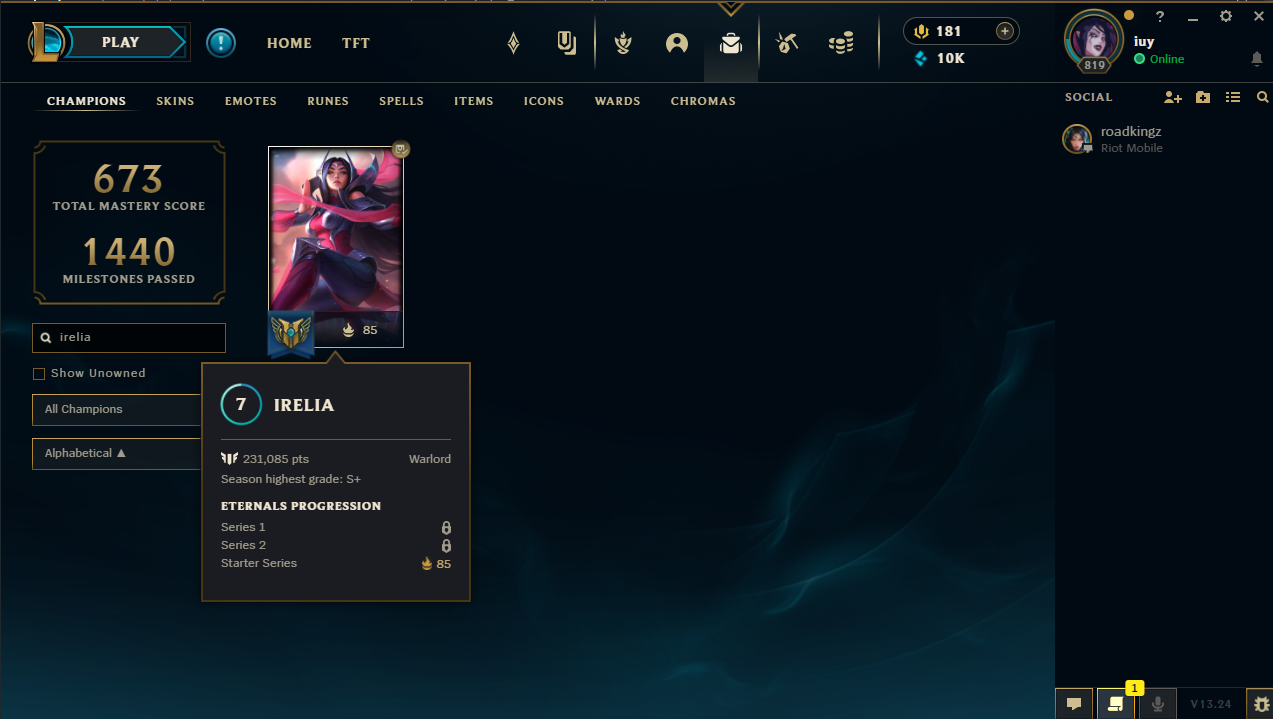 PLAY
HOME
TFT
181
10K
819
iuy
Online
CHAMPIONS
SKINS
EMOTES
RUNES
SPELLS
ITEMS
ICONS
WARDS
CHROMAS
SOCIAL
roadkingz
Riot Mobile
673
TOTAL MASTERY SCORE
1440
MILESTONES PASSED
irelia
Show Unowned
All Champions
Alphabetical ▲
85
7
IRELIA
231,085 pts
Warlord
Season highest grade: S+
ETERNALS PROGRESSION
Series 1
Series 2
Starter Series
85
1
V13.24